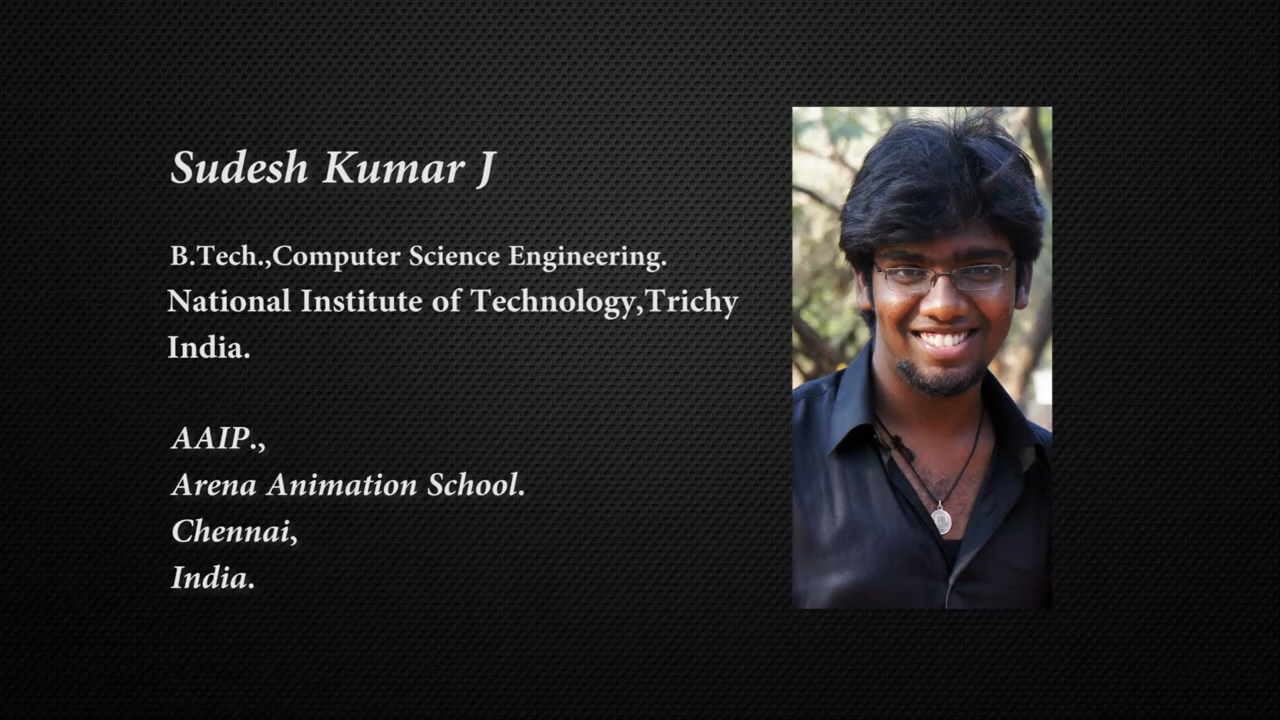 Sudesh Kumar J
B.Tech.,Computer Science Engineering.
National Institute of Technology,Trichy
India.
AAIP.,
Arena Animation School.
Chennai,
India.